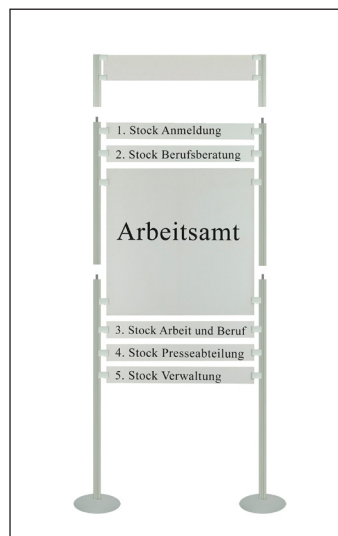 1. Stock Anmeldung
2. Stock Berufsberatung
Arbeitsamt
3. Stock Arbeit und Beruf
4. Stock Presseabteilung
5. Stock Verwaltung